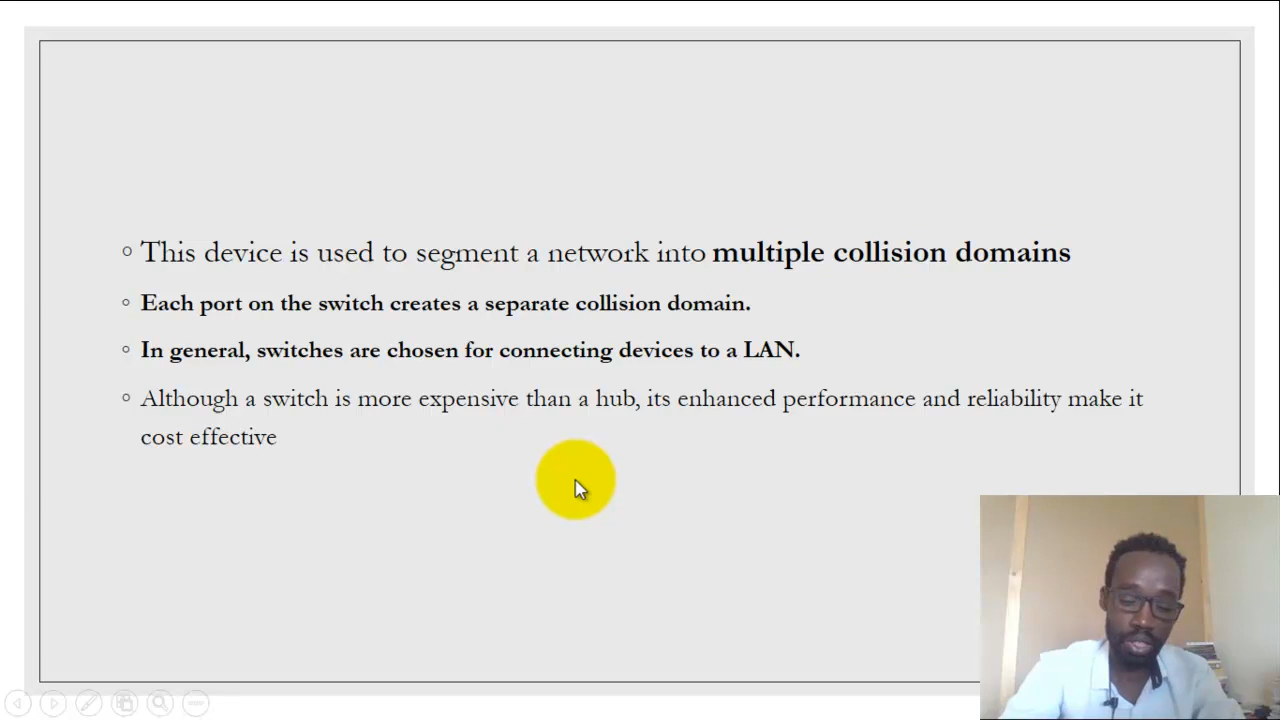 This device is used to segment a network into multiple collision domains
Each port on the switch creates a separate collision domain.
In general, switches are chosen for connecting devices to a LAN.
Although a switch is more expensive than a hub, its enhanced performance and reliability make it
cost effective